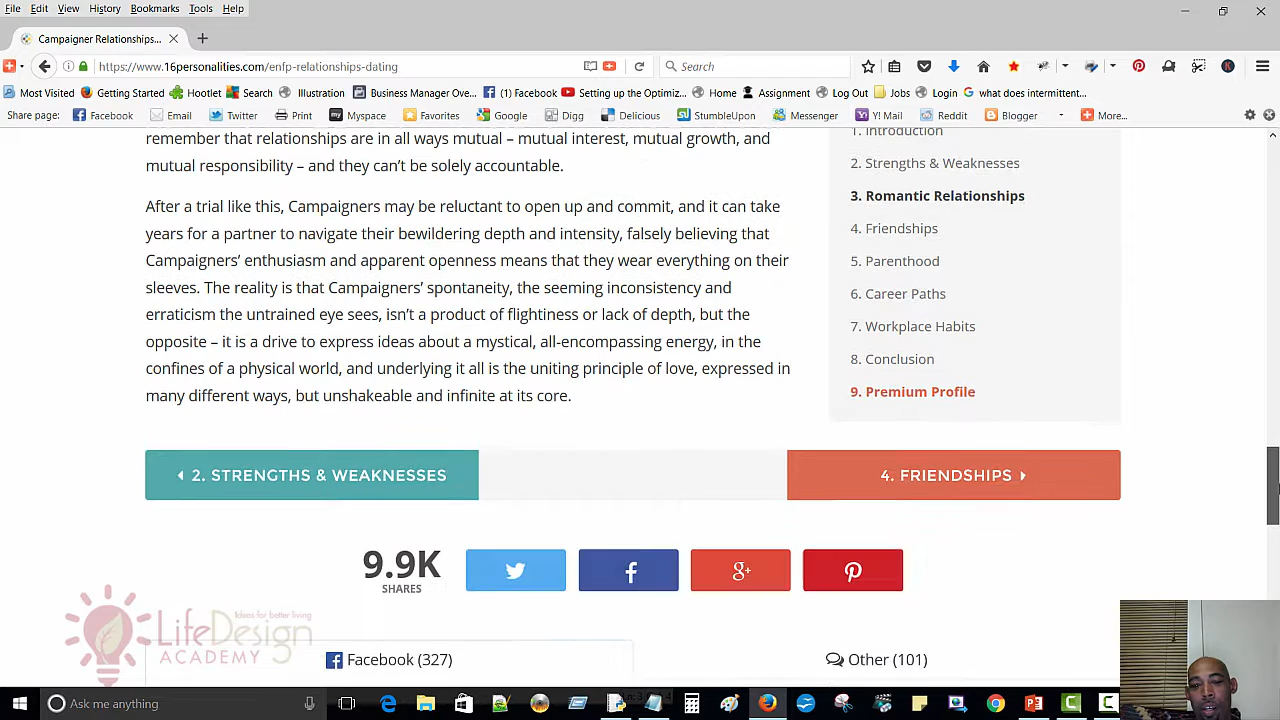 File Edit View History Bookmarks Tools Help
Campaigner Relationships...
https://www.16personalities.com/enfp-relationships-dating
Search
Most Visited Getting Started Hootlet Search Illustration Business Manager Ove... (1) Facebook Setting up the Optimiz... Home Assignment Log Out Jobs Login what does intermittent...
Share page: Facebook Email Twitter Print Myspace Favorites Google Digg Delicious StumbleUpon Messenger Y! Mail Reddit Blogger More...
remember that relationships are in all ways mutual – mutual interest, mutual growth, and
mutual responsibility – and they can't be solely accountable.
After a trial like this, Campaigners may be reluctant to open up and commit, and it can take
years for a partner to navigate their bewildering depth and intensity, falsely believing that
Campaigners' enthusiasm and apparent openness means that they wear everything on their
sleeves. The reality is that Campaigners' spontaneity, the seeming inconsistency and
erraticism the untrained eye sees, isn't a product of flightiness or lack of depth, but the
opposite – it is a drive to express ideas about a mystical, all-encompassing energy, in the
confines of a physical world, and underlying it all is the uniting principle of love, expressed in
many different ways, but unshakeable and infinite at its core.
1. Introduction
2. Strengths & Weaknesses
3. Romantic Relationships
4. Friendships
5. Parenthood
6. Career Paths
7. Workplace Habits
8. Conclusion
9. Premium Profile
2. STRENGTHS & WEAKNESSES
4. FRIENDSHIPS
9.9K
SHARES
Ideas for better living
LifeDesign
ACADEMY
Facebook (327)
Other (101)
Ask me anything